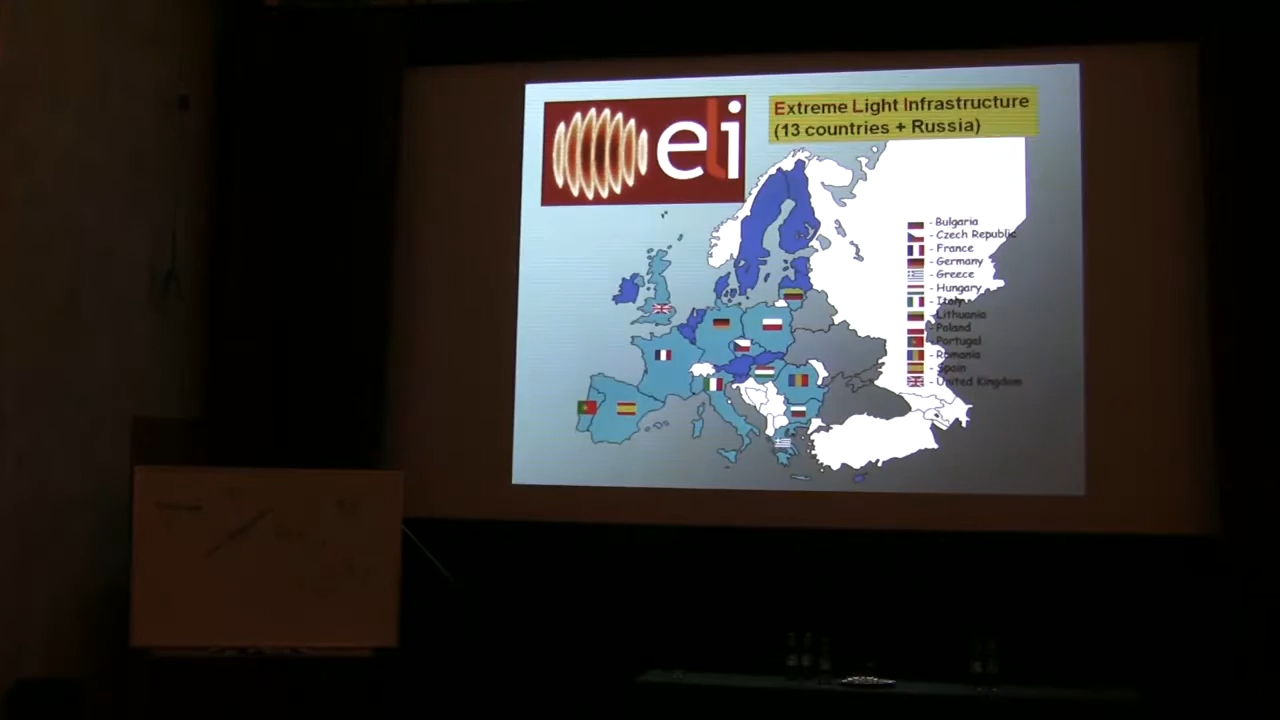 eli
Extreme Light Infrastructure
(13 countries + Russia)
- Bulgaria
- Czech Republic
- France
- Germany
- Greece
- Hungary
- Italy
- Lithuania
- Poland
- Portugal
- Romania
- Spain
- United Kingdom